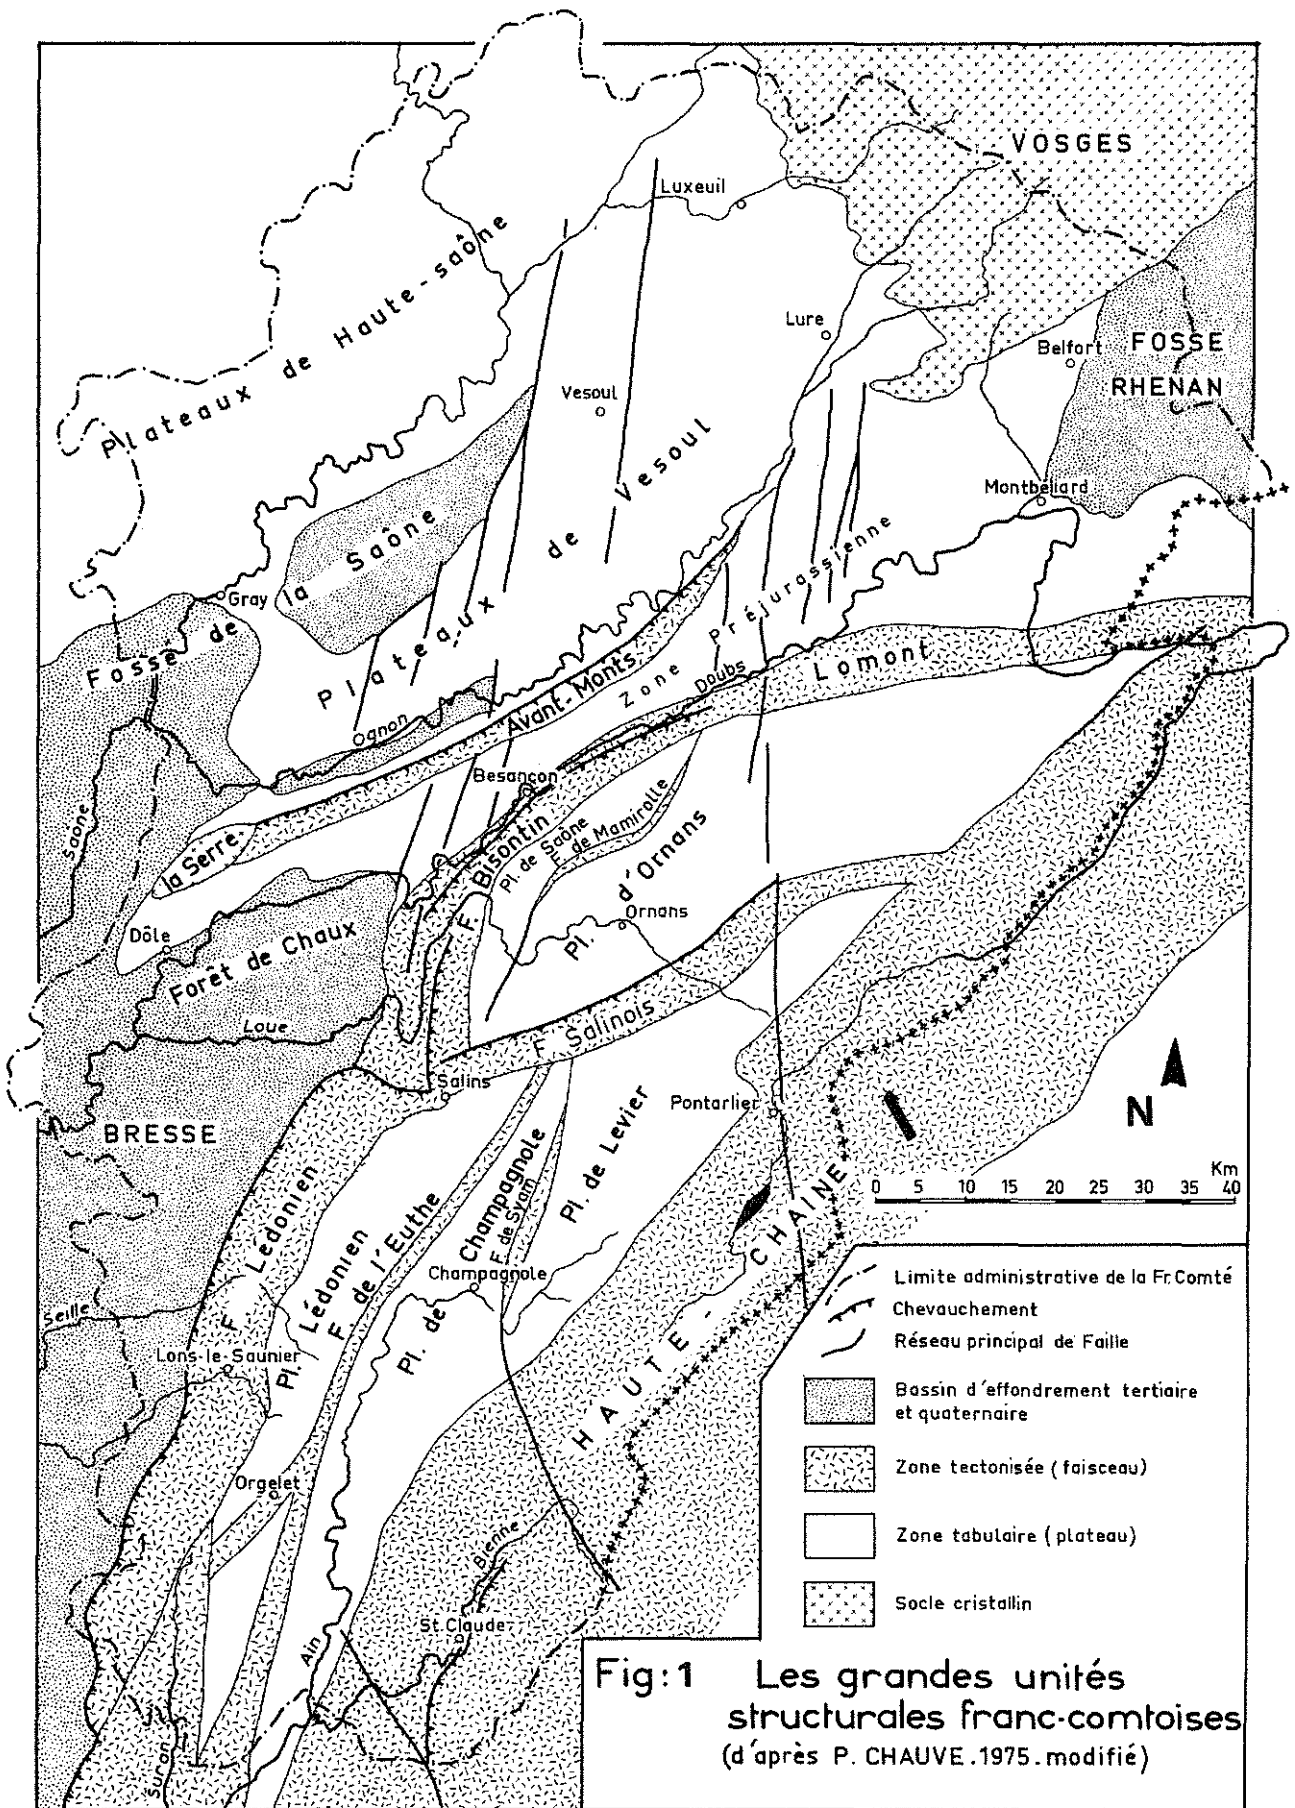 VOSGES
Luxeuil
Plateaux de Haute-saône
Lure
Belfort
FOSSE
RHENAN
Vesoul
Montbéliard
Plateaux de Vesoul
Gray
Fossé de la Saône
Zone Préjurassienne
Lomont
Doubs
Avant-Monts
Ognon
Besançon
Saône
la Serre
F. Bisontin
Pl. de Saône
F. de Mamirolle
Pl. d'Ornans
Ornans
Dôle
Forêt de Chaux
Loue
F Salinois
Salins
BRESSE
Pontarlier
N
Km
0 5 10 15 20 25 30 35 40
F Lédonien
Pl. Lédonien
F de l'Euthe
Pl. de Champagnole
F. de Syam
Pl. de Levier
Champagnole
HAUTE-CHAINE
Seille
Lons-le-Saunier
Orgelet
Bienne
St. Claude
Ain
Suran
Limite administrative de la Fr. Comté
Chevauchement
Réseau principal de Faille
Bassin d'effondrement tertiaire
et quaternaire
Zone tectonisée (faisceau)
Zone tabulaire (plateau)
Socle cristallin
Fig:1 Les grandes unités
structurales franc-comtoises
(d'après P. CHAUVE.1975.modifié)